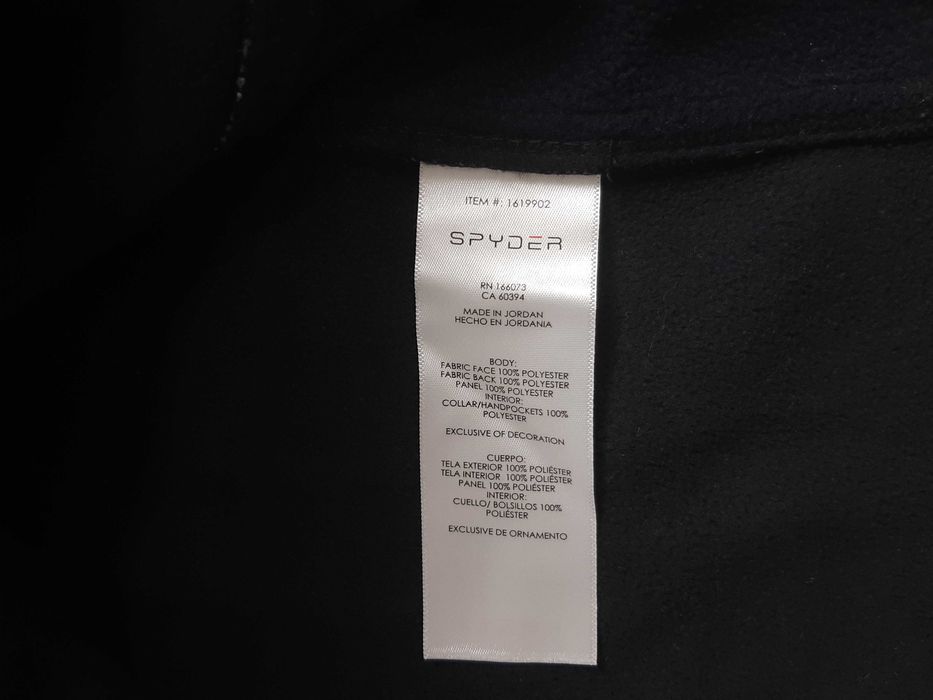 ITEM #: 1619902
SPYDER
RN 166073
CA 60394
MADE IN JORDAN
HECHO EN JORDANIA
BODY:
FABRIC FACE 100% POLYESTER
FABRIC BACK 100% POLYESTER
PANEL 100% POLYESTER
INTERIOR:
COLLAR/HANDPOCKETS 100%
POLYESTER
EXCLUSIVE OF DECORATION
CUERPO:
TELA EXTERIOR 100% POLIÉSTER
TELA INTERIOR 100% POLIÉSTER
PANEL 100% POLIÉSTER
INTERIOR:
CUELLO/ BOLSILLOS 100%
POLIÉSTER
EXCLUSIVE DE ORNAMENTO